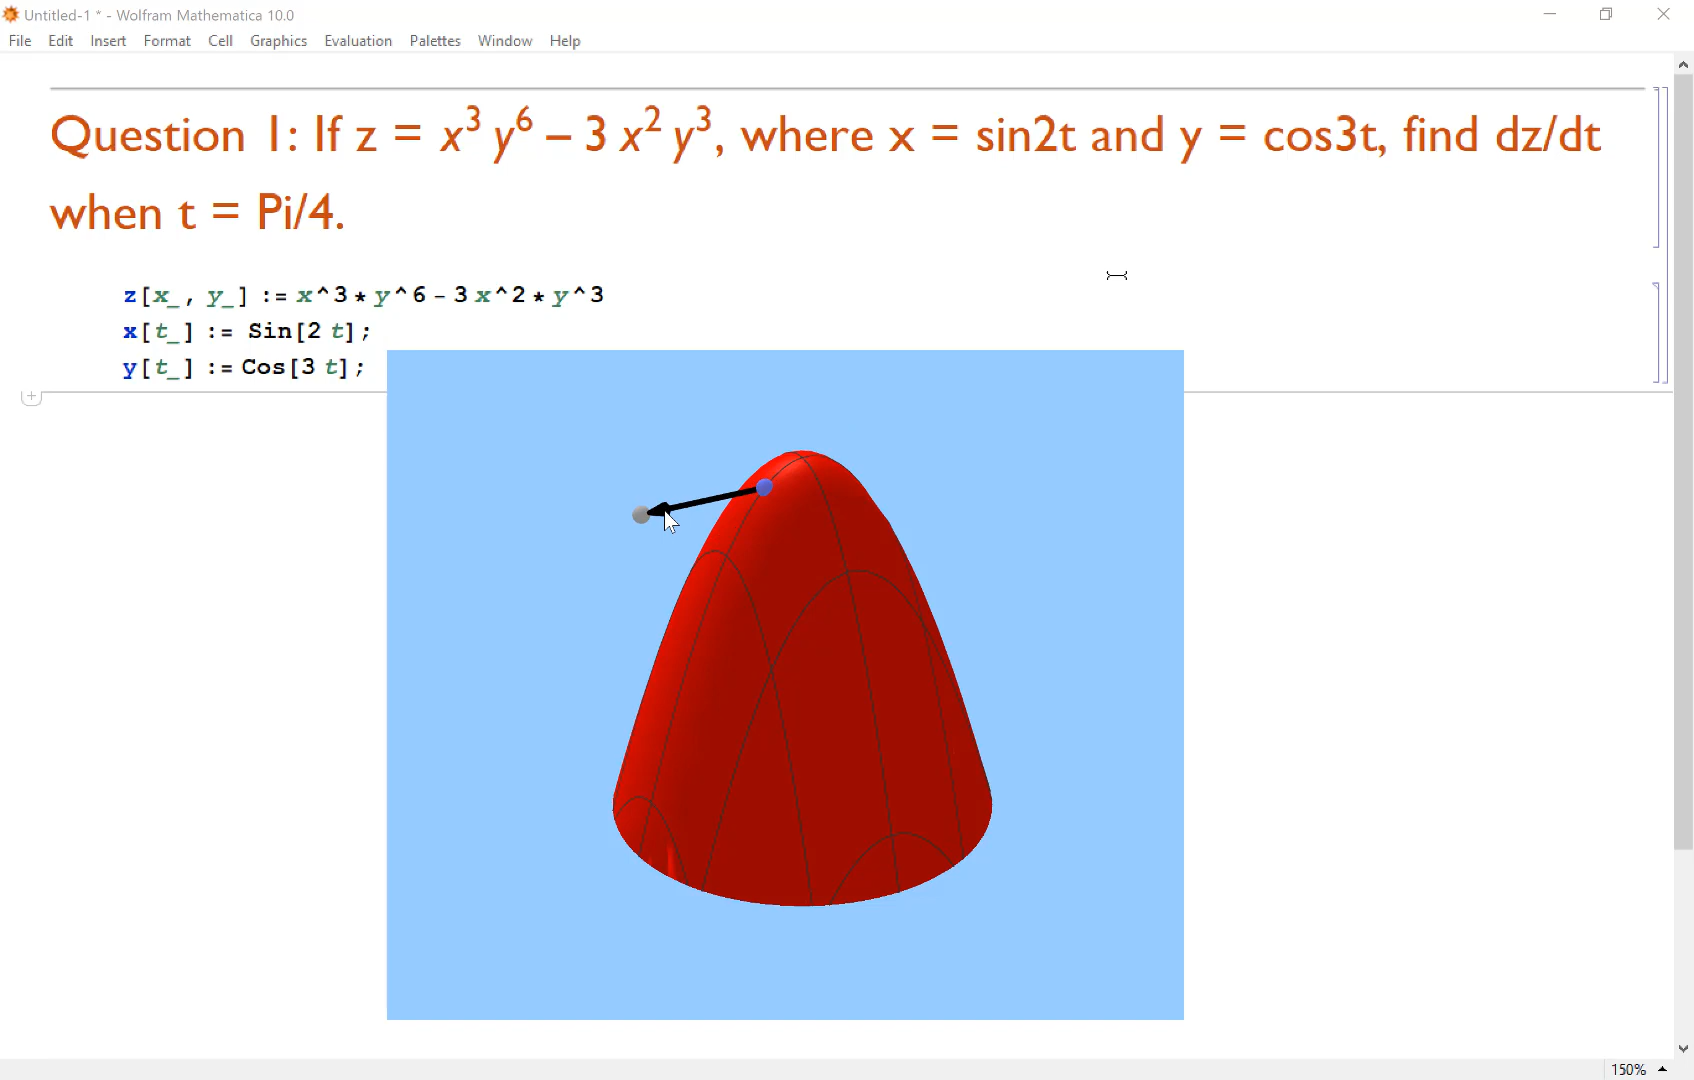 Untitled-1 * - Wolfram Mathematica 10.0
File Edit Insert Format Cell Graphics Evaluation Palettes Window Help
Question 1: If z = x³ y⁶ – 3 x² y³, where x = sin2t and y = cos3t, find dz/dt
when t = Pi/4.
z[x_, y_] := x^3*y^6-3 x^2*y^3
x[t_] := Sin[2 t];
y[t_] := Cos[3 t];
150%